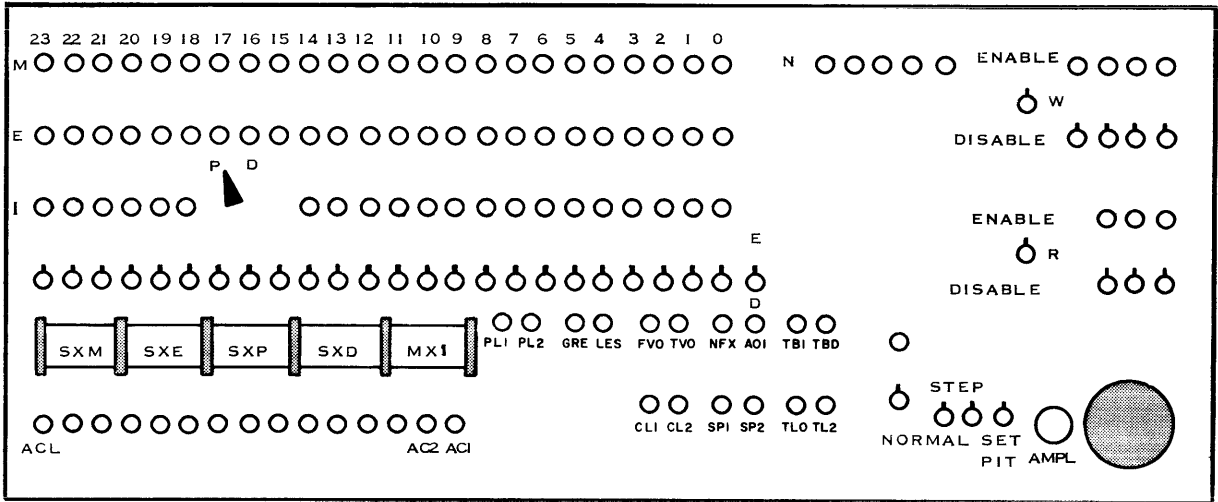 23 22 21 20 19 18 17 16 15 14 13 12 11 10 9 8 7 6 5 4 3 2 1 0
M
N
ENABLE
W
E
DISABLE
P D
I
ENABLE
E
R
DISABLE
D
SXM SXE SXP SXD MX1
PL1 PL2 GRE LES FVO TVO NFX AO1 TB1 TBD
STEP
CL1 CL2 SP1 SP2 TLO TL2
NORMAL SET
PIT
AMPL
ACL AC2 AC1